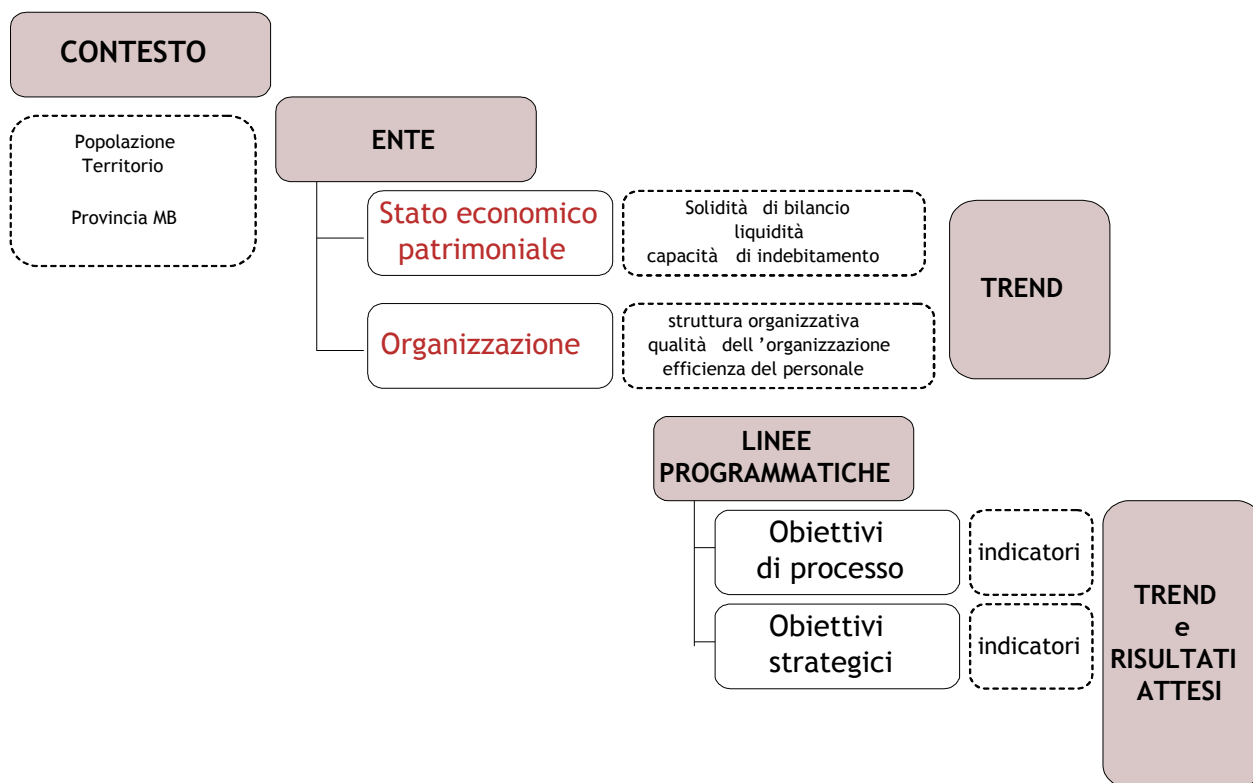 CONTESTO
Popolazione
Territorio
Provincia MB
ENTE
Stato economico
patrimoniale
Solidità di bilancio
liquidità
capacità di indebitamento
Organizzazione
struttura organizzativa
qualità dell ’organizzazione
efficienza del personale
TREND
LINEE
PROGRAMMATICHE
Obiettivi
di processo
indicatori
Obiettivi
strategici
indicatori
TREND
e
RISULTATI
ATTESI